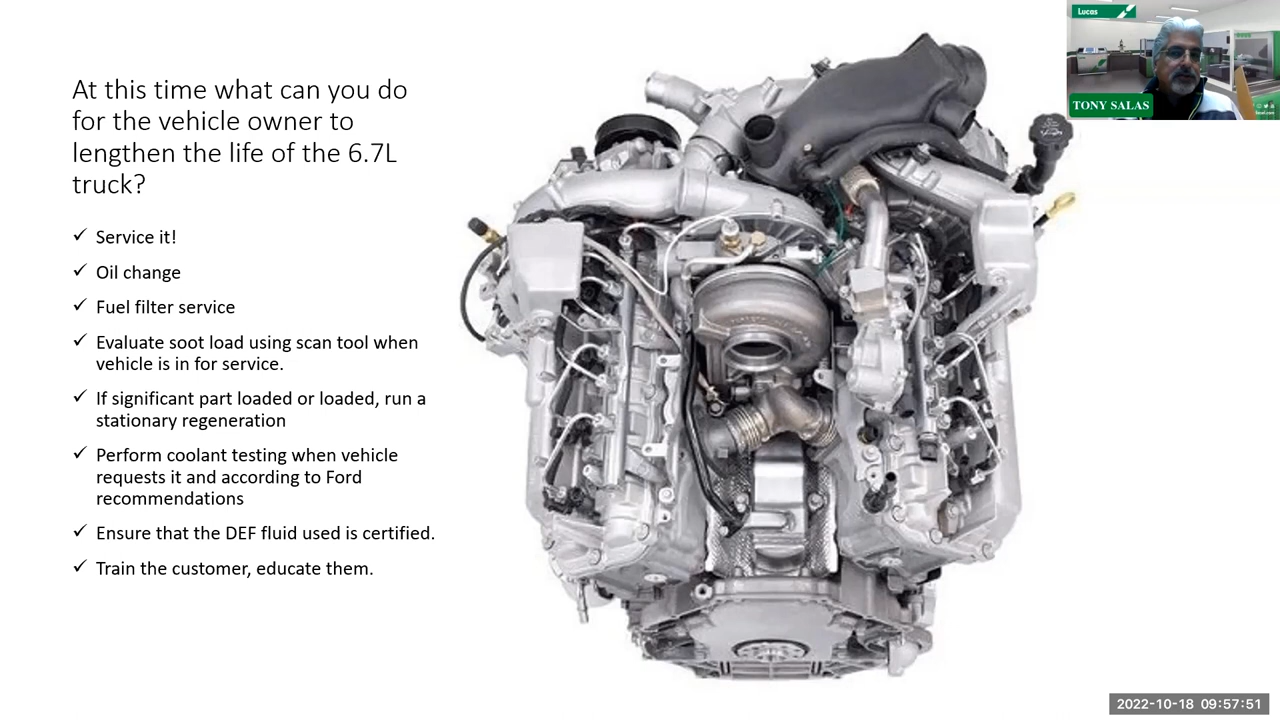 At this time what can you do
for the vehicle owner to
lengthen the life of the 6.7L
truck?
✓ Service it!
✓ Oil change
✓ Fuel filter service
✓ Evaluate soot load using scan tool when
vehicle is in for service.
✓ If significant part loaded or loaded, run a
stationary regeneration
✓ Perform coolant testing when vehicle
requests it and according to Ford
recommendations
✓ Ensure that the DEF fluid used is certified.
✓ Train the customer, educate them.
Lucas
TONY SALAS
2022-10-18 09:57:51